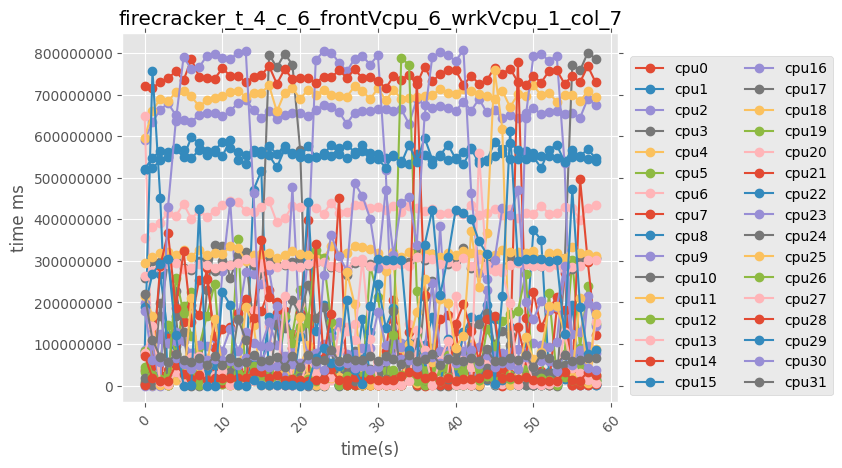 firecracker_t_4_c_6_frontVcpu_6_wrkVcpu_1_col_7
time ms
800000000
700000000
600000000
500000000
400000000
300000000
200000000
100000000
0
0
10
20
30
40
50
60
time(s)
cpu0
cpu1
cpu2
cpu3
cpu4
cpu5
cpu6
cpu7
cpu8
cpu9
cpu10
cpu11
cpu12
cpu13
cpu14
cpu15
cpu16
cpu17
cpu18
cpu19
cpu20
cpu21
cpu22
cpu23
cpu24
cpu25
cpu26
cpu27
cpu28
cpu29
cpu30
cpu31